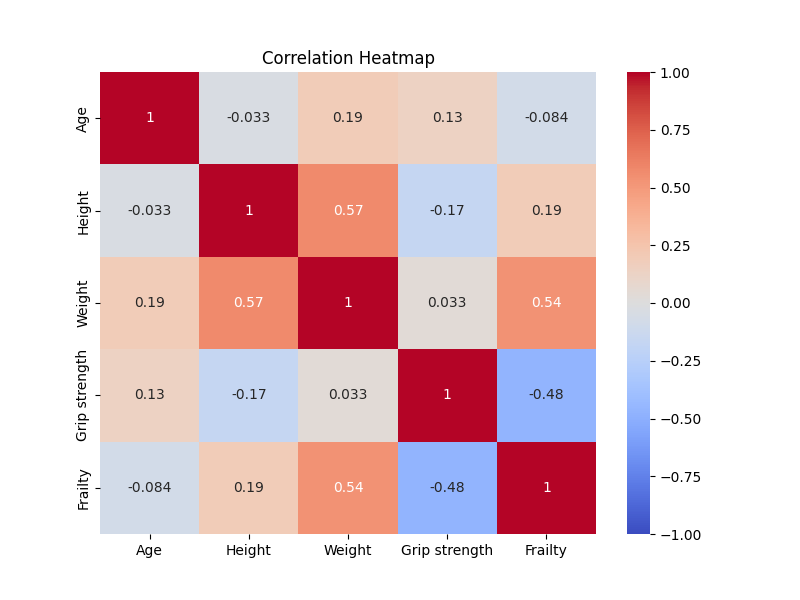 Correlation Heatmap
Age 1 -0.033 0.19 0.13 -0.084
Height -0.033 1 0.57 -0.17 0.19
Weight 0.19 0.57 1 0.033 0.54
Grip strength 0.13 -0.17 0.033 1 -0.48
Frailty -0.084 0.19 0.54 -0.48 1
Age Height Weight Grip strength Frailty
1.00
0.75
0.50
0.25
0.00
−0.25
−0.50
−0.75
−1.00